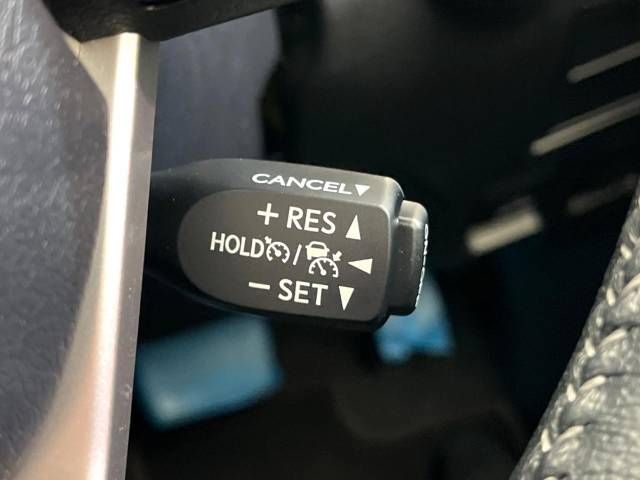 CANCEL▼
+ RES ▲
HOLD / ◀
− SET ▼